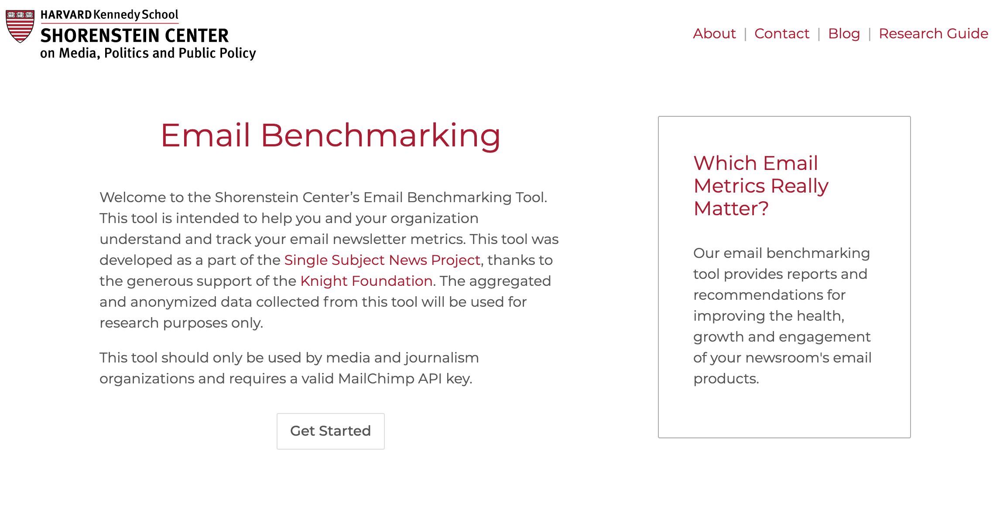 HARVARD Kennedy School
SHORENSTEIN CENTER
on Media, Politics and Public Policy
About | Contact | Blog | Research Guide
Email Benchmarking
Welcome to the Shorenstein Center’s Email Benchmarking Tool.
This tool is intended to help you and your organization
understand and track your email newsletter metrics. This tool was
developed as a part of the Single Subject News Project, thanks to
the generous support of the Knight Foundation. The aggregated
and anonymized data collected from this tool will be used for
research purposes only.
This tool should only be used by media and journalism
organizations and requires a valid MailChimp API key.
Get Started
Which Email
Metrics Really
Matter?
Our email benchmarking
tool provides reports and
recommendations for
improving the health,
growth and engagement
of your newsroom's email
products.